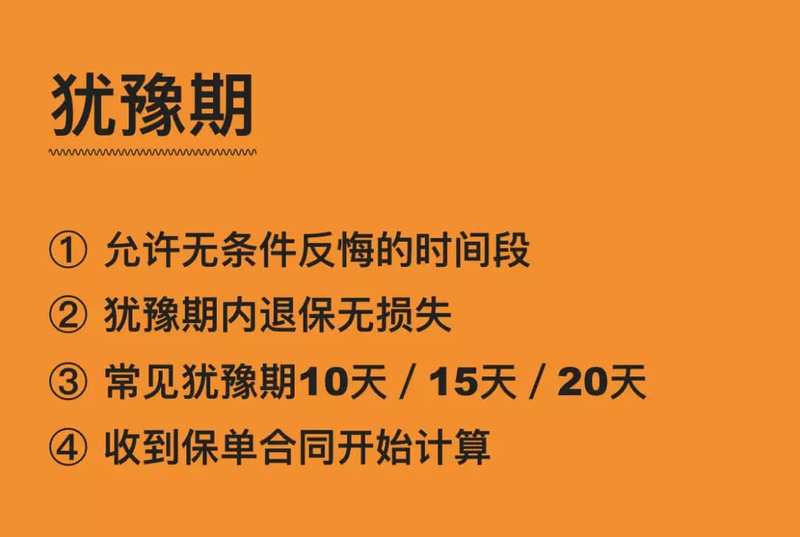 犹豫期
① 允许无条件反悔的时间段
② 犹豫期内退保无损失
③ 常见犹豫期10天 / 15天 / 20天
④ 收到保单合同开始计算